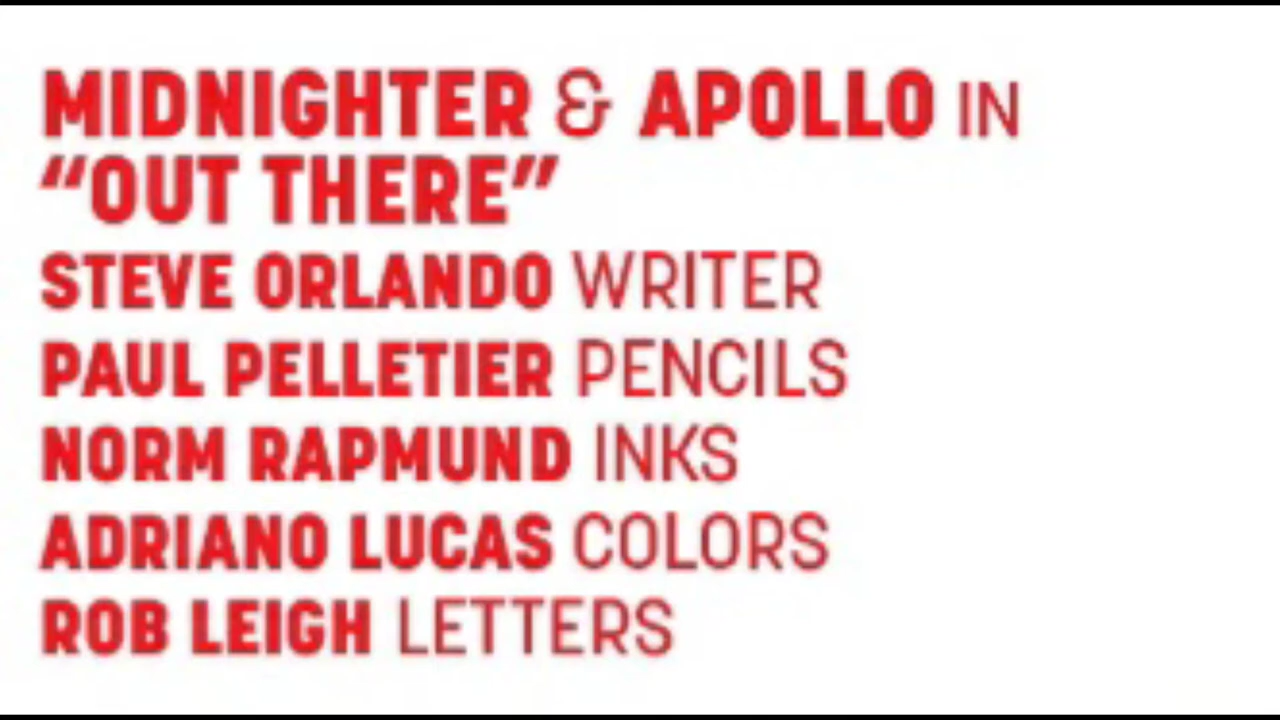 MIDNIGHTER & APOLLO IN
“OUT THERE”
STEVE ORLANDO WRITER
PAUL PELLETIER PENCILS
NORM RAPMUND INKS
ADRIANO LUCAS COLORS
ROB LEIGH LETTERS